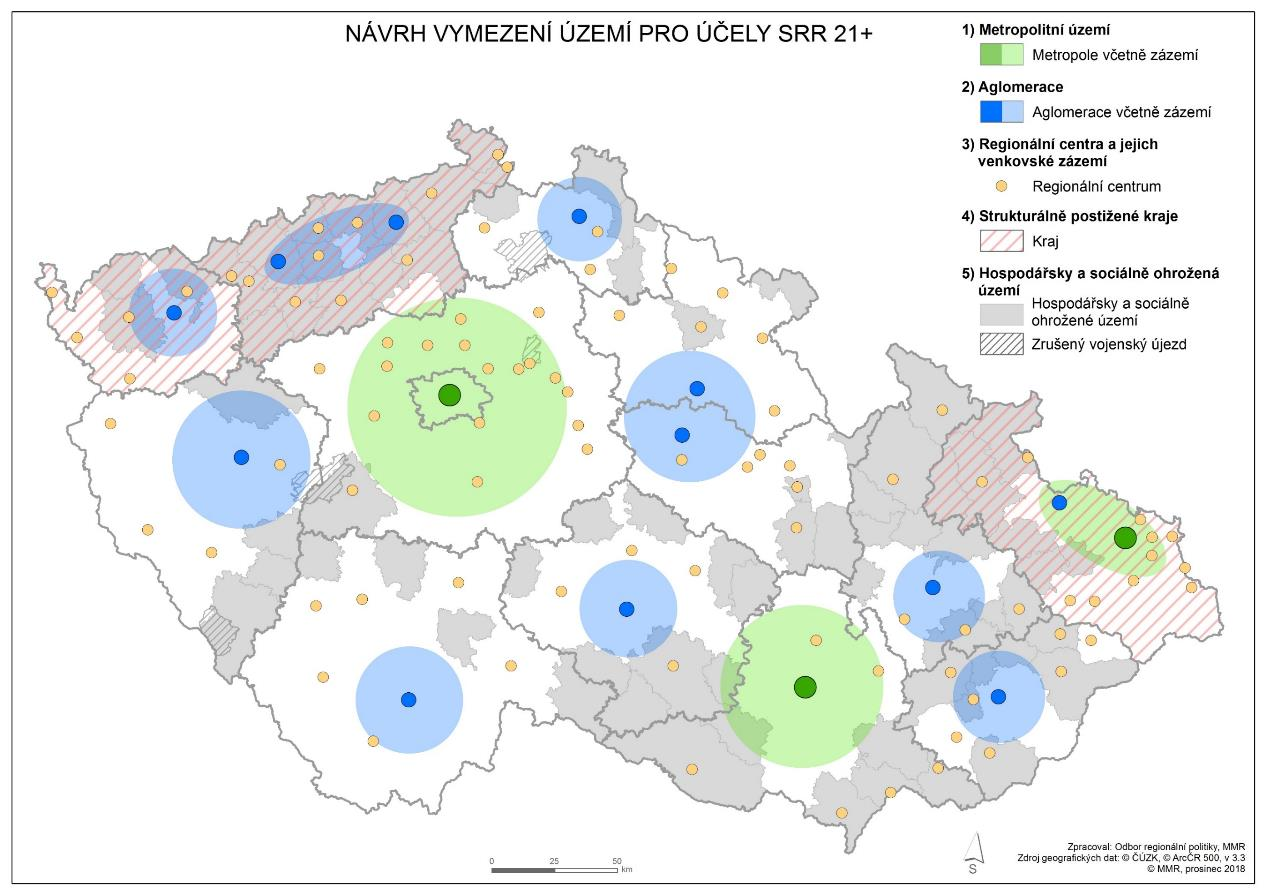 NÁVRH VYMEZENÍ ÚZEMÍ PRO ÚČELY SRR 21+
1) Metropolitní území
Metropole včetně zázemí
2) Aglomerace
Aglomerace včetně zázemí
3) Regionální centra a jejich
venkovské zázemí
Regionální centrum
4) Strukturálně postižené kraje
Kraj
5) Hospodářsky a sociálně ohrožená
území
Hospodářsky a sociálně
ohrožené území
Zrušený vojenský újezd
0 25 50
km
S
Zpracoval: Odbor regionální politiky, MMR
Zdroj geografických dat: © ČÚZK, © ArcČR 500, v 3.3
© MMR, prosinec 2018